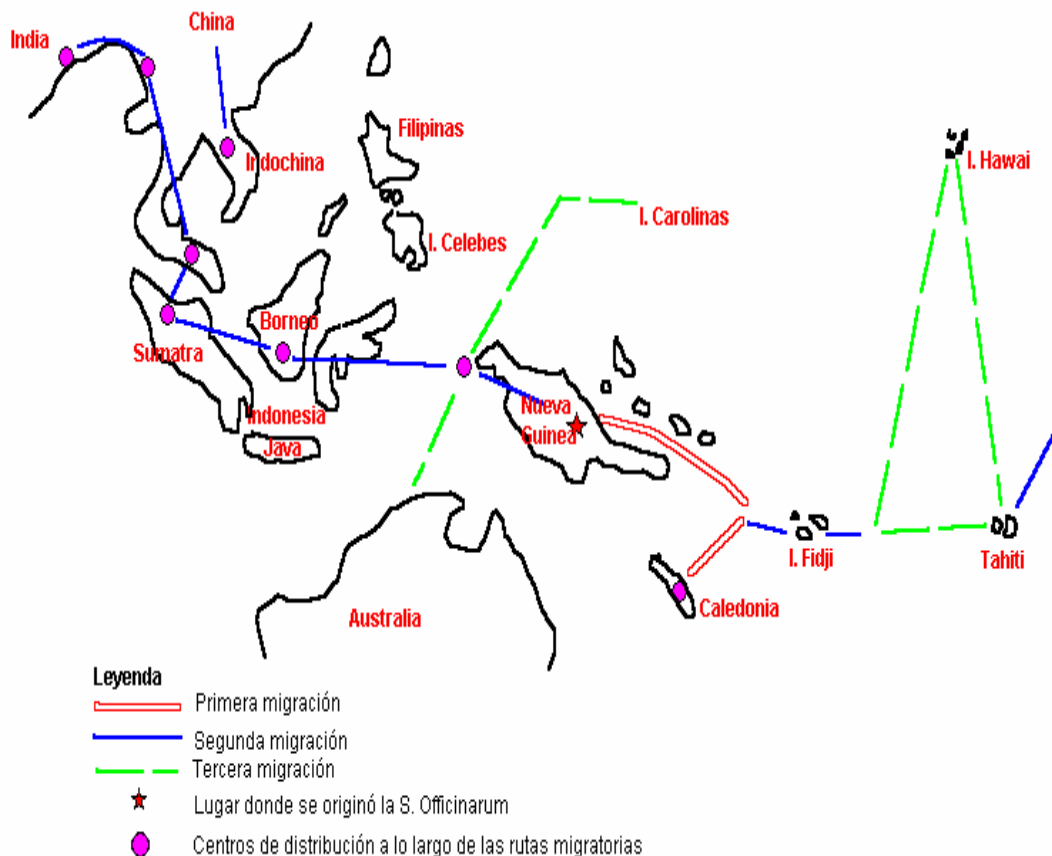 China
India
Filipinas
Indochina
I. Hawai
I. Carolinas
I. Celebes
Borneo
Sumatra
Indonesia
Java
Nueva
Guinea
I. Fidji
Tahiti
Caledonia
Australia
Leyenda
Primera migración
Segunda migración
Tercera migración
Lugar donde se originó la S. Officinarum
Centros de distribución a lo largo de las rutas migratorias